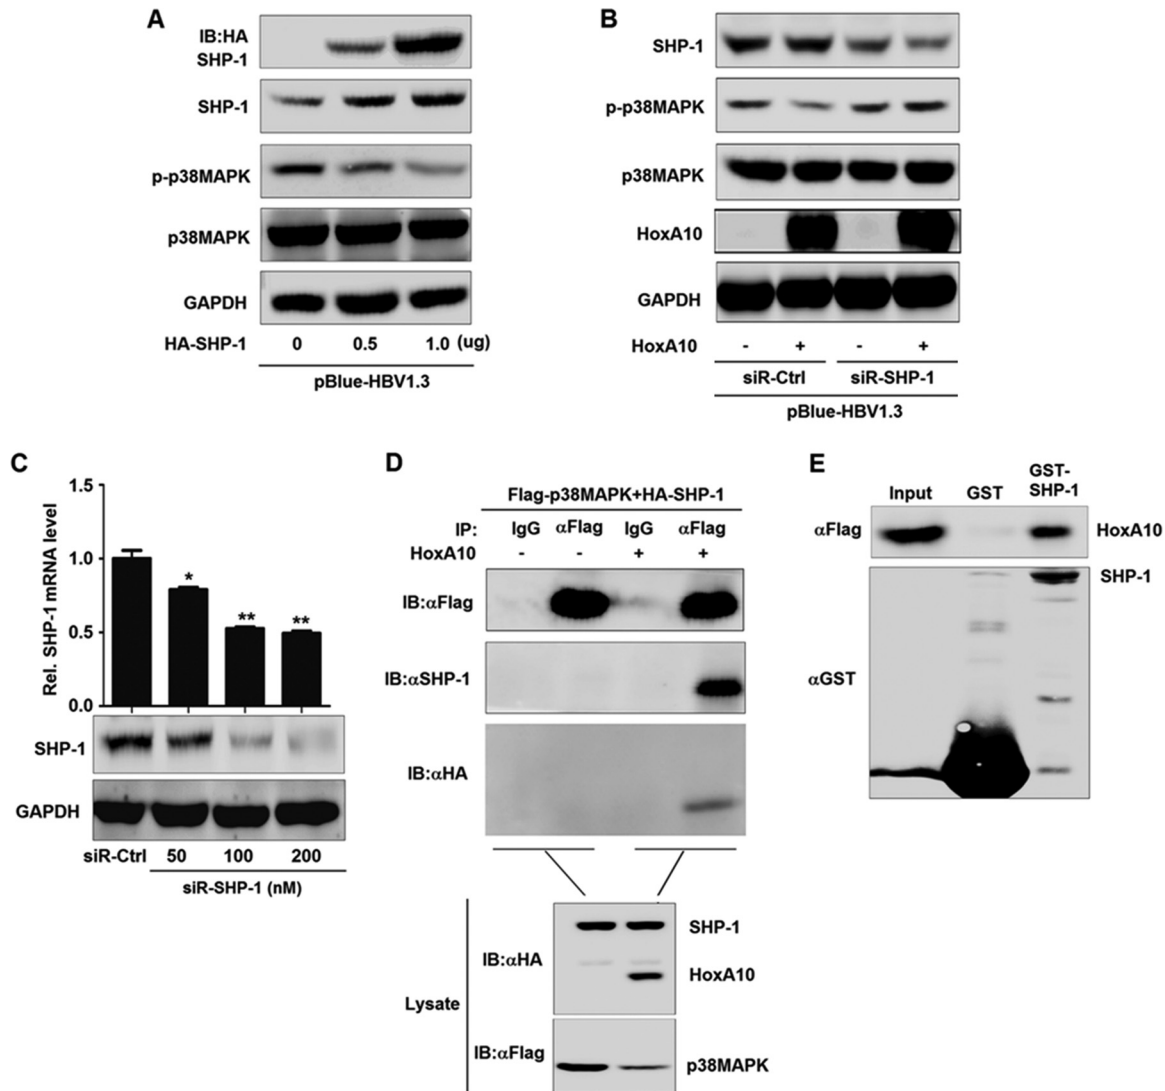 A
IB:HA
SHP-1
SHP-1
p-p38MAPK
p38MAPK
GAPDH
HA-SHP-1 0 0.5 1.0 (ug)
pBlue-HBV1.3
B
SHP-1
p-p38MAPK
p38MAPK
HoxA10
GAPDH
HoxA10 - + - +
siR-Ctrl siR-SHP-1
pBlue-HBV1.3
C
Rel. SHP-1 mRNA level
1.5
1.0
0.5
0.0
* ** **
SHP-1
GAPDH
siR-Ctrl 50 100 200
siR-SHP-1 (nM)
D
Flag-p38MAPK+HA-SHP-1
IP: IgG αFlag IgG αFlag
HoxA10 - - + +
IB:αFlag
IB:αSHP-1
IB:αHA
Lysate
IB:αHA
SHP-1
HoxA10
IB:αFlag
p38MAPK
E
Input GST GST-
SHP-1
αFlag HoxA10
SHP-1
αGST